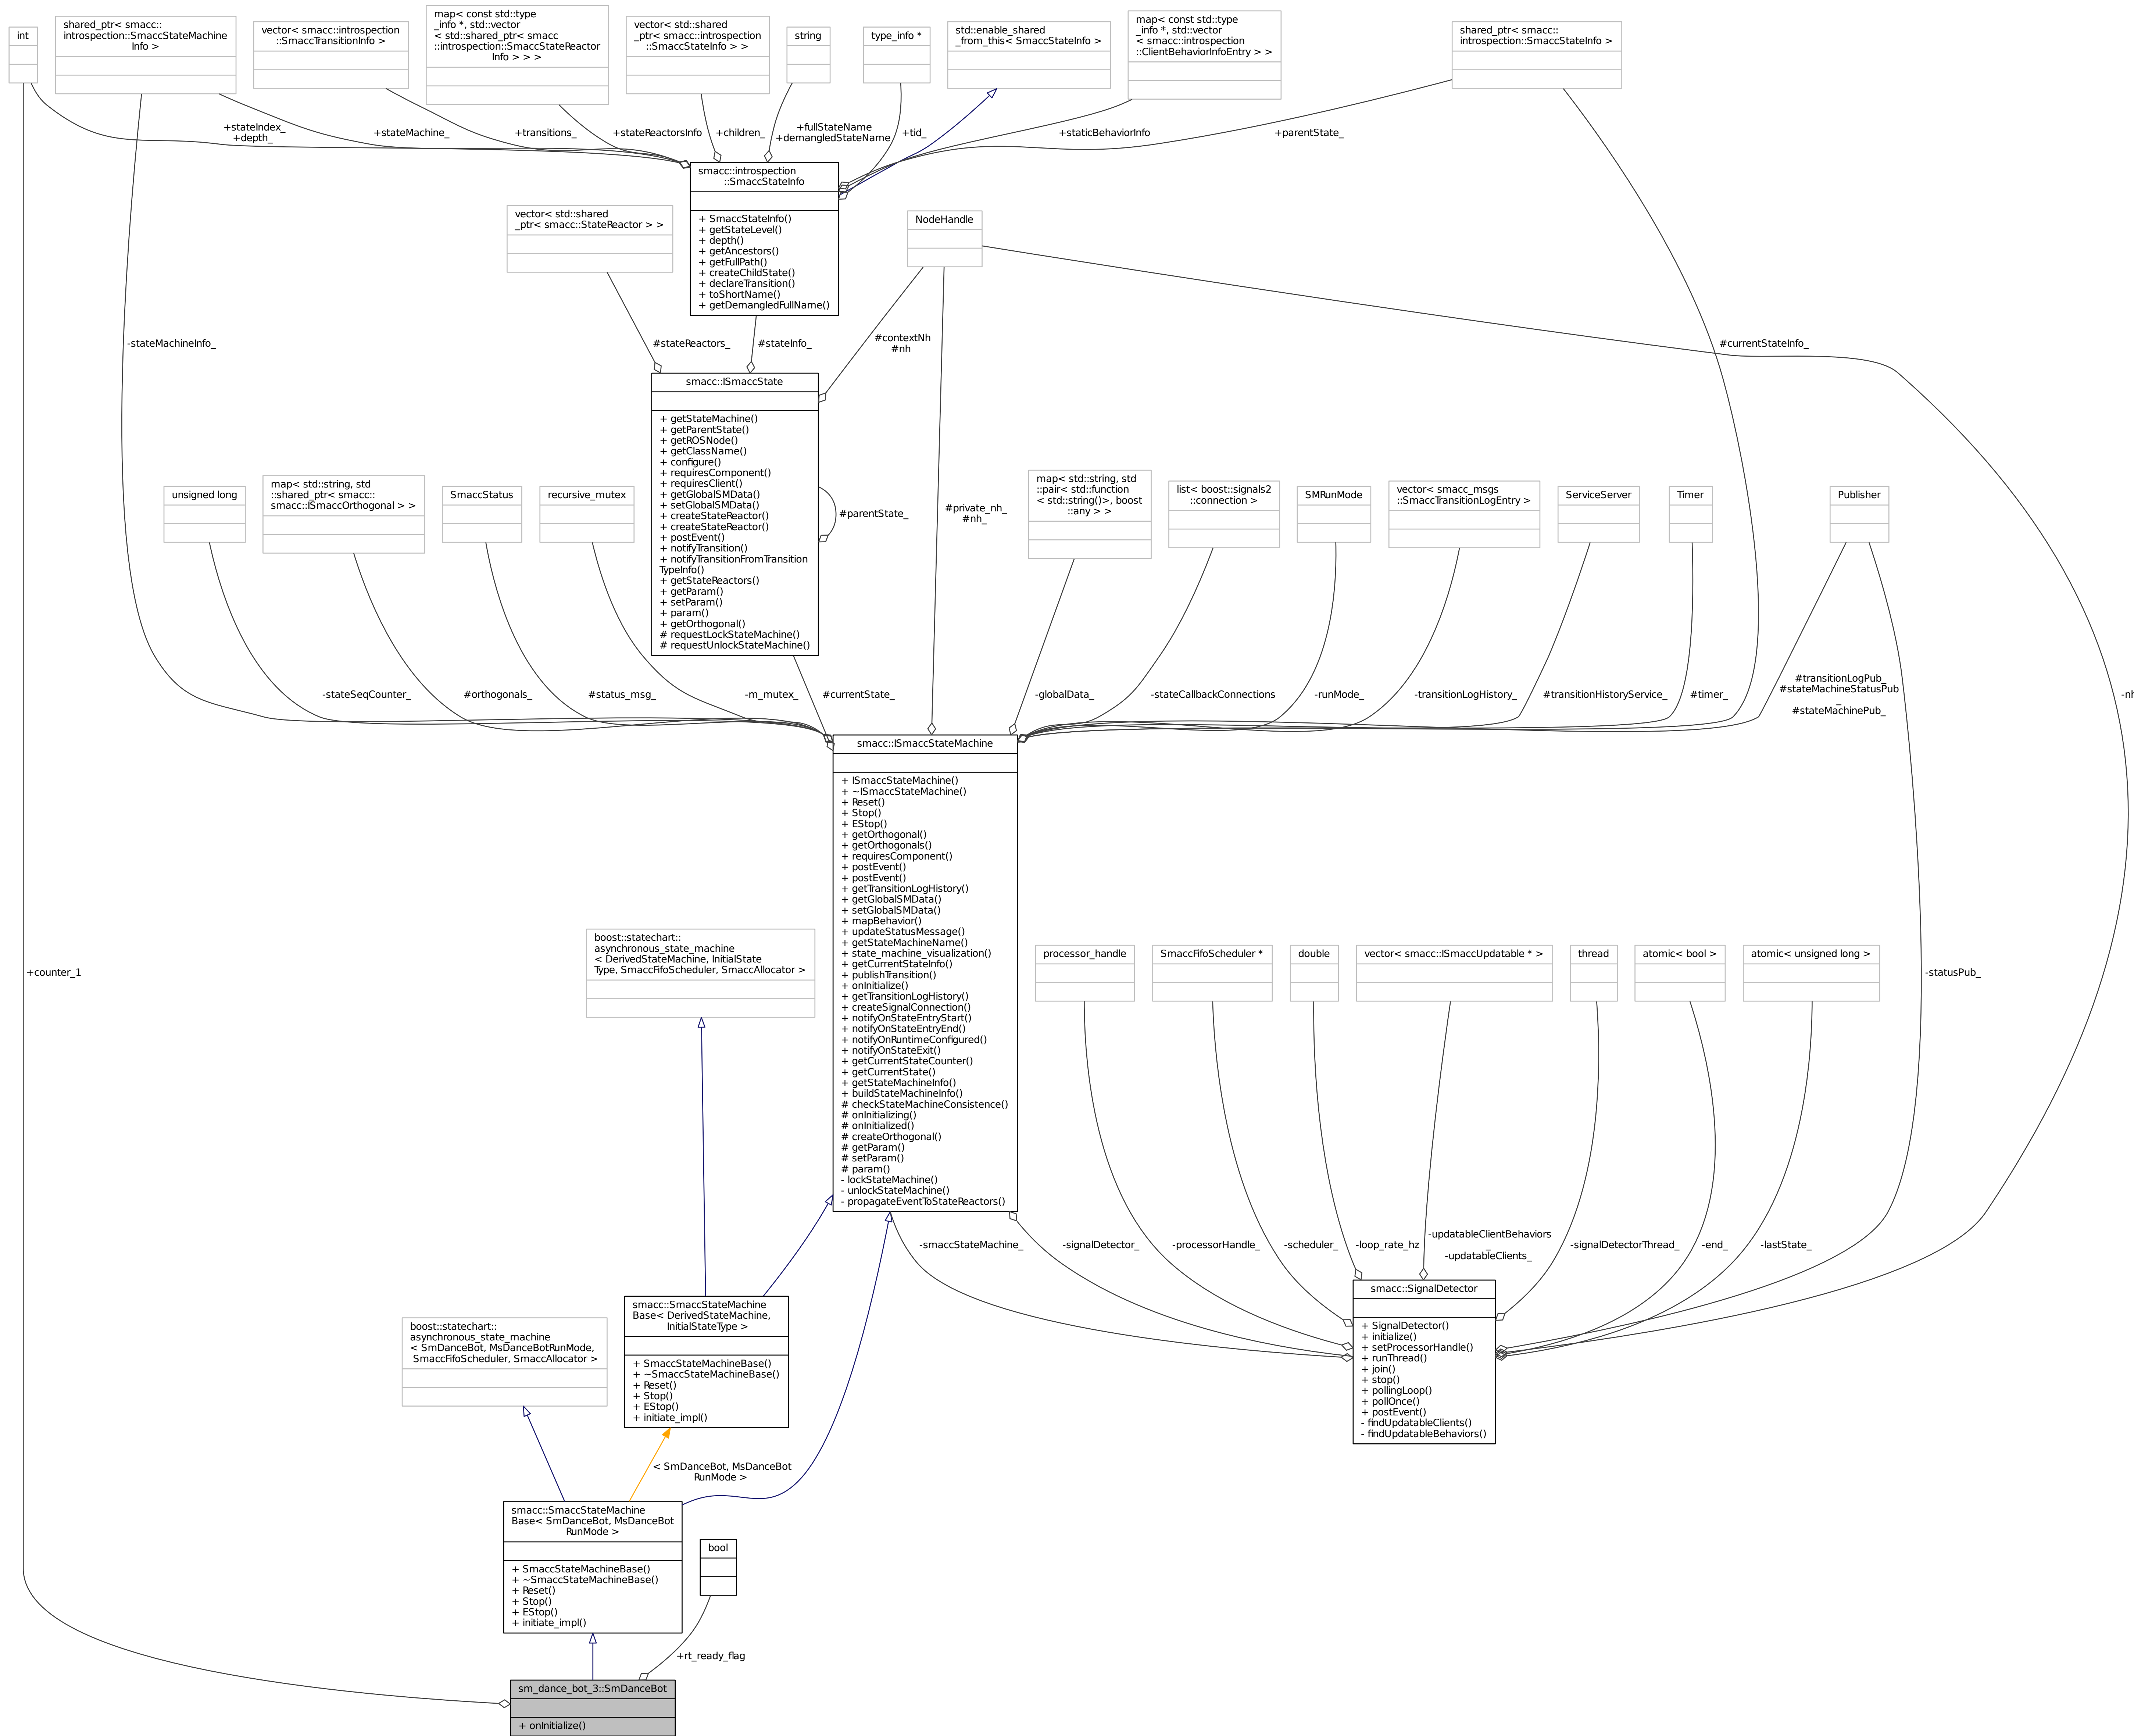 int
shared_ptr< smacc::
introspection::SmaccStateMachine
Info >
vector< smacc::introspection
::SmaccTransitionInfo >
map< const std::type
_info *, std::vector
< std::shared_ptr< smacc
::introspection::SmaccStateReactor
Info > > >
vector< std::shared
_ptr< smacc::introspection
::SmaccStateInfo > >
string
type_info *
std::enable_shared
_from_this< SmaccStateInfo >
map< const std::type
_info *, std::vector
< smacc::introspection
::ClientBehaviorInfoEntry > >
shared_ptr< smacc::
introspection::SmaccStateInfo >
+stateIndex_
+depth_
+stateMachine_
+transitions_
+stateReactorsInfo
+children_
+fullStateName
+demangledStateName
+tid_
+staticBehaviorInfo
+parentState_
smacc::introspection
::SmaccStateInfo
+ SmaccStateInfo()
+ getStateLevel()
+ depth()
+ getAncestors()
+ getFullPath()
+ createChildState()
+ declareTransition()
+ toShortName()
+ getDemangledFullName()
vector< std::shared
_ptr< smacc::StateReactor > >
NodeHandle
-stateMachineInfo_
#stateReactors_
#stateInfo_
#contextNh
#nh
#currentStateInfo_
smacc::ISmaccState
+ getStateMachine()
+ getParentState()
+ getROSNode()
+ getClassName()
+ configure()
+ requiresComponent()
+ requiresClient()
+ getGlobalSMData()
+ setGlobalSMData()
+ createStateReactor()
+ createStateReactor()
+ postEvent()
+ notifyTransition()
+ notifyTransitionFromTransition
TypeInfo()
+ getStateReactors()
+ getParam()
+ setParam()
+ param()
+ getOrthogonal()
# requestLockStateMachine()
# requestUnlockStateMachine()
#parentState_
#private_nh_
#nh_
unsigned long
map< std::string, std
::shared_ptr< smacc::
smacc::ISmaccOrthogonal > >
SmaccStatus
recursive_mutex
map< std::string, std
::pair< std::function
< std::string()>, boost
::any > >
list< boost::signals2
::connection >
SMRunMode
vector< smacc_msgs
::SmaccTransitionLogEntry >
ServiceServer
Timer
Publisher
-stateSeqCounter_
#orthogonals_
#status_msg_
-m_mutex_
#currentState_
-globalData_
-stateCallbackConnections
-runMode_
-transitionLogHistory_
#transitionHistoryService_
#timer_
#transitionLogPub_
#stateMachineStatusPub
_
#stateMachinePub_
-nh_
smacc::ISmaccStateMachine
+ ISmaccStateMachine()
+ ~ISmaccStateMachine()
+ Reset()
+ Stop()
+ EStop()
+ getOrthogonal()
+ getOrthogonals()
+ requiresComponent()
+ postEvent()
+ postEvent()
+ getTransitionLogHistory()
+ getGlobalSMData()
+ setGlobalSMData()
+ mapBehavior()
+ updateStatusMessage()
+ getStateMachineName()
+ state_machine_visualization()
+ getCurrentStateInfo()
+ publishTransition()
+ onInitialize()
+ getTransitionLogHistory()
+ createSignalConnection()
+ notifyOnStateEntryStart()
+ notifyOnStateEntryEnd()
+ notifyOnRuntimeConfigured()
+ notifyOnStateExit()
+ getCurrentStateCounter()
+ getCurrentState()
+ getStateMachineInfo()
+ buildStateMachineInfo()
# checkStateMachineConsistence()
# onInitializing()
# onInitialized()
# createOrthogonal()
# getParam()
# setParam()
# param()
- lockStateMachine()
- unlockStateMachine()
- propagateEventToStateReactors()
boost::statechart::
asynchronous_state_machine
< DerivedStateMachine, InitialState
Type, SmaccFifoScheduler, SmaccAllocator >
processor_handle
SmaccFifoScheduler *
double
vector< smacc::ISmaccUpdatable * >
thread
atomic< bool >
atomic< unsigned long >
+counter_1
-statusPub_
-smaccStateMachine_
-signalDetector_
-processorHandle_
-scheduler_
-loop_rate_hz
-updatableClientBehaviors
_
-updatableClients_
-signalDetectorThread_
-end_
-lastState_
smacc::SignalDetector
+ SignalDetector()
+ initialize()
+ setProcessorHandle()
+ runThread()
+ join()
+ stop()
+ pollingLoop()
+ pollOnce()
+ postEvent()
- findUpdatableClients()
- findUpdatableBehaviors()
smacc::SmaccStateMachine
Base< DerivedStateMachine,
InitialStateType >
+ SmaccStateMachineBase()
+ ~SmaccStateMachineBase()
+ Reset()
+ Stop()
+ EStop()
+ initiate_impl()
boost::statechart::
asynchronous_state_machine
< SmDanceBot, MsDanceBotRunMode,
SmaccFifoScheduler, SmaccAllocator >
< SmDanceBot, MsDanceBot
RunMode >
smacc::SmaccStateMachine
Base< SmDanceBot, MsDanceBot
RunMode >
+ SmaccStateMachineBase()
+ ~SmaccStateMachineBase()
+ Reset()
+ Stop()
+ EStop()
+ initiate_impl()
bool
+rt_ready_flag
sm_dance_bot_3::SmDanceBot
+ onInitialize()